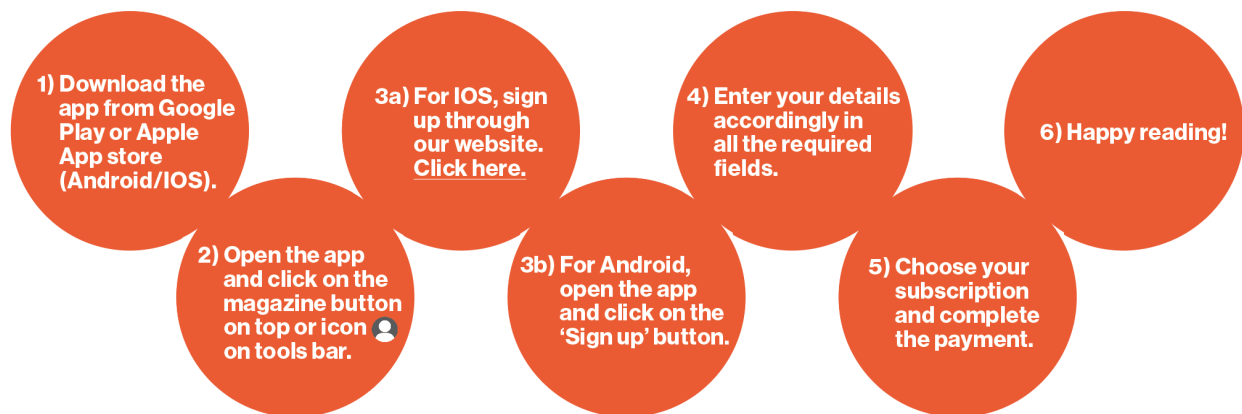 1) Download the
app from Google
Play or Apple
App store
(Android/IOS).
2) Open the app
and click on the
magazine button
on top or icon
on tools bar.
3a) For IOS, sign
up through
our website.
Click here.
3b) For Android,
open the app
and click on the
‘Sign up’ button.
4) Enter your details
accordingly in
all the required
fields.
5) Choose your
subscription
and complete
the payment.
6) Happy reading!